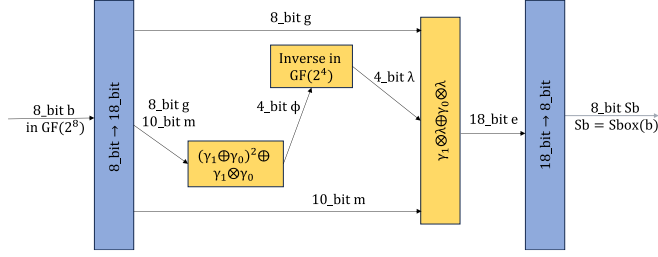 8_bit b
in GF(2⁸)
8_bit → 18_bit
8_bit g
8_bit g
10_bit m
(γ₁⊕γ₀)²⊕
γ₁⊗γ₀
4_bit ϕ
Inverse in
GF(2⁴)
4_bit λ
10_bit m
γ₁⊗λ⊕γ₀⊗λ
18_bit e
18_bit → 8_bit
8_bit Sb
Sb = Sbox(b)